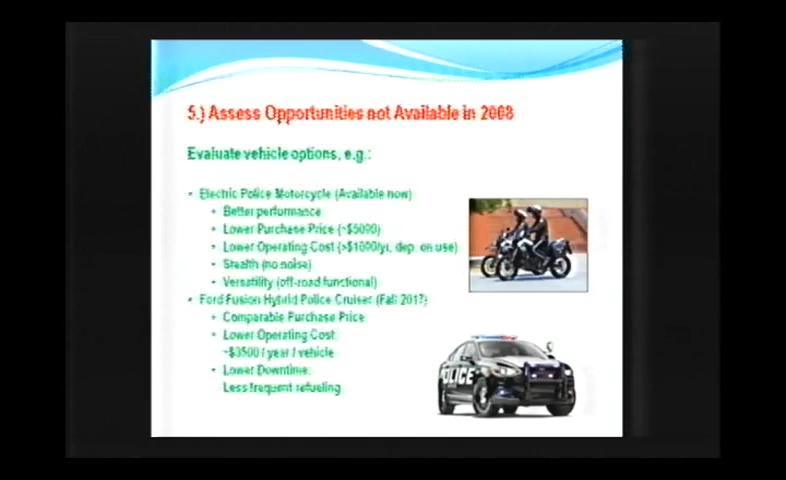 5.) Assess Opportunities not Available in 2008
Evaluate vehicle options, e.g.:
• Electric Police Motorcycle (Available now)
• Better performance
• Lower Purchase Price (~$5000)
• Lower Operating Cost (>$1000/yr, dep. on use)
• Stealth (no noise)
• Versatility (off-road functional)
• Ford Fusion Hybrid Police Cruiser (Fall 2017)
• Comparable Purchase Price
• Lower Operating Cost
~$3500 / year / vehicle
• Lower Downtime
Less frequent refueling
POLICE